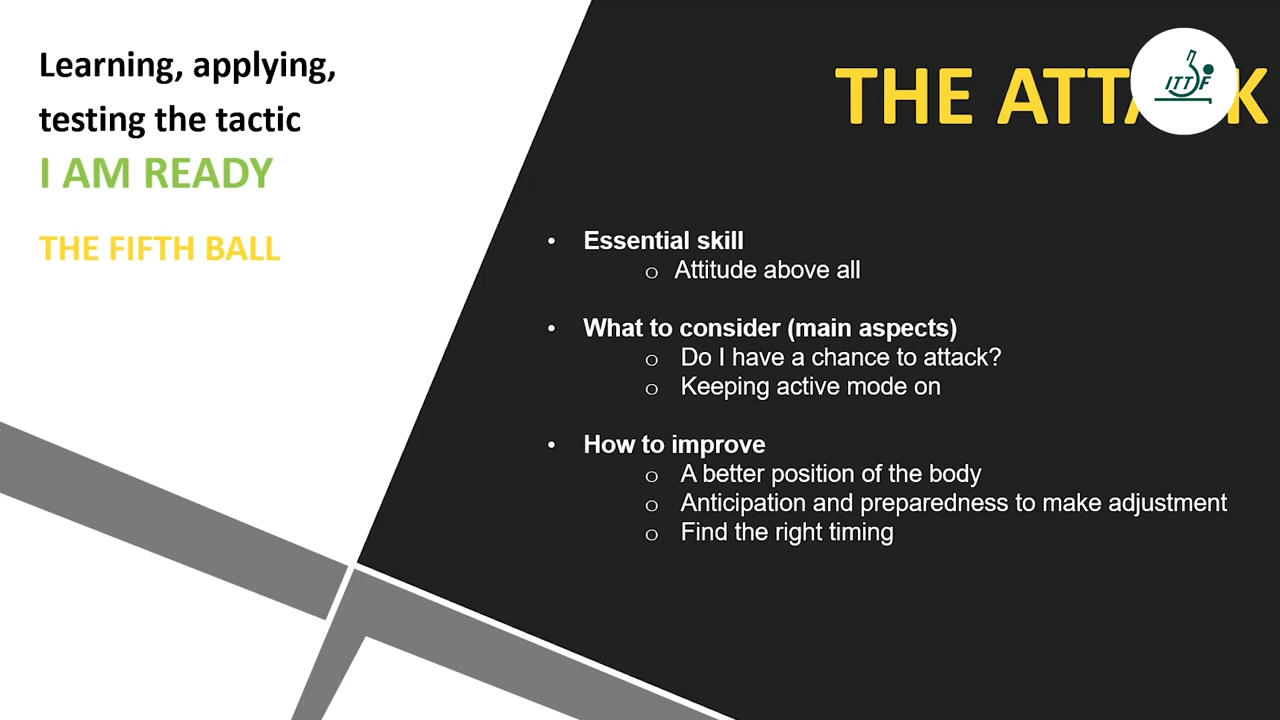 Learning, applying,
testing the tactic
I AM READY
THE FIFTH BALL
THE ATTACK
ITTF
• Essential skill
o Attitude above all
• What to consider (main aspects)
o Do I have a chance to attack?
o Keeping active mode on
• How to improve
o A better position of the body
o Anticipation and preparedness to make adjustment
o Find the right timing